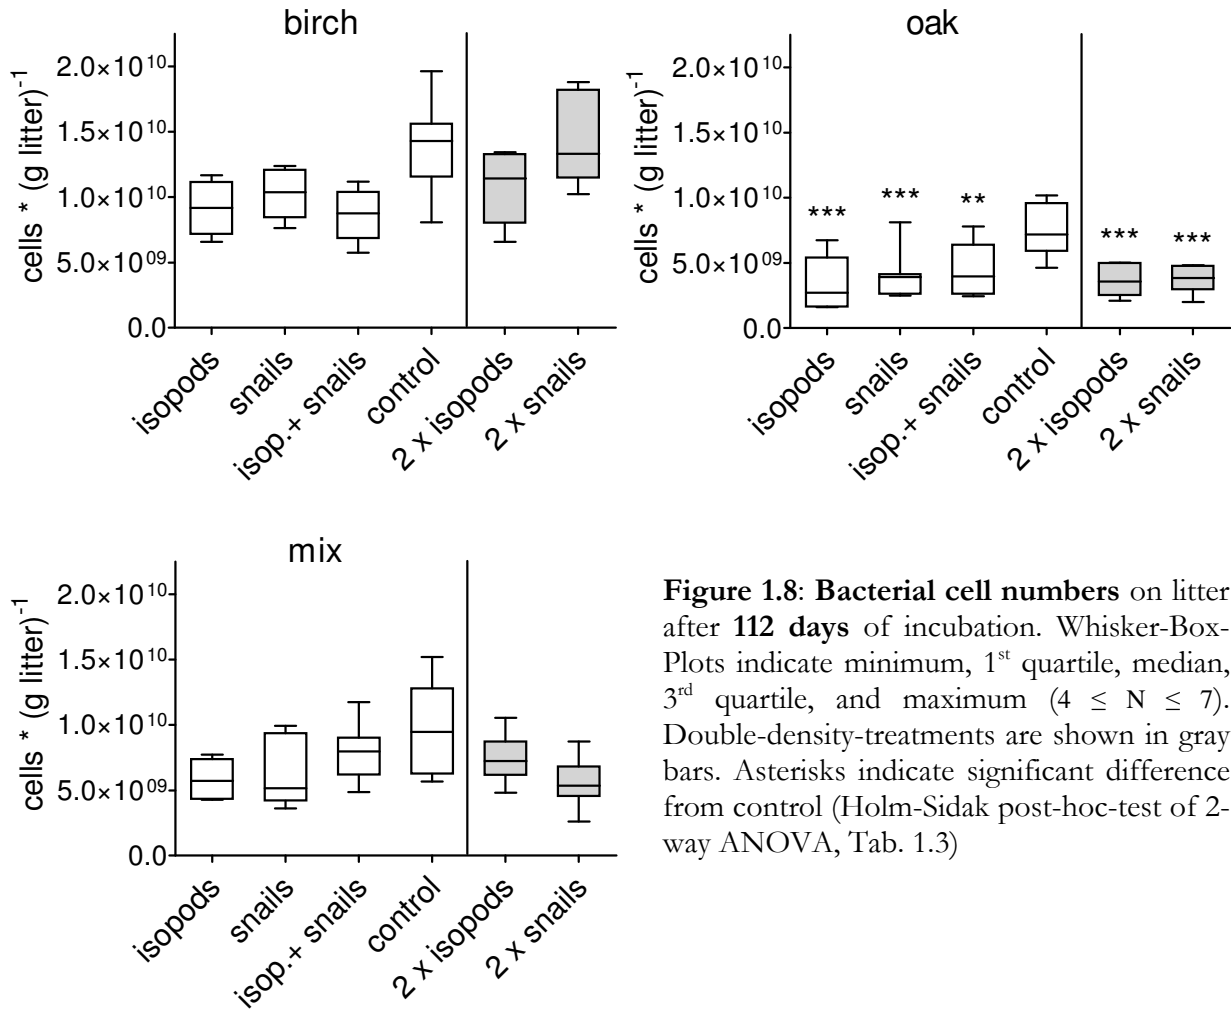 birch
cells * (g litter)⁻¹
2.0×10¹⁰
1.5×10¹⁰
1.0×10¹⁰
5.0×10⁰⁹
0.0
isopods
snails
isop.+ snails
control
2 x isopods
2 x snails
oak
cells * (g litter)⁻¹
2.0×10¹⁰
1.5×10¹⁰
1.0×10¹⁰
5.0×10⁰⁹
0.0
***
***
**
***
***
isopods
snails
isop.+ snails
control
2 x isopods
2 x snails
mix
cells * (g litter)⁻¹
2.0×10¹⁰
1.5×10¹⁰
1.0×10¹⁰
5.0×10⁰⁹
0.0
isopods
snails
isop.+ snails
control
2 x isopods
2 x snails
Figure 1.8: Bacterial cell numbers on litter
after 112 days of incubation. Whisker-Box-
Plots indicate minimum, 1ˢᵗ quartile, median,
3ʳᵈ quartile, and maximum (4 ≤ N ≤ 7).
Double-density-treatments are shown in gray
bars. Asterisks indicate significant difference
from control (Holm-Sidak post-hoc-test of 2-
way ANOVA, Tab. 1.3)